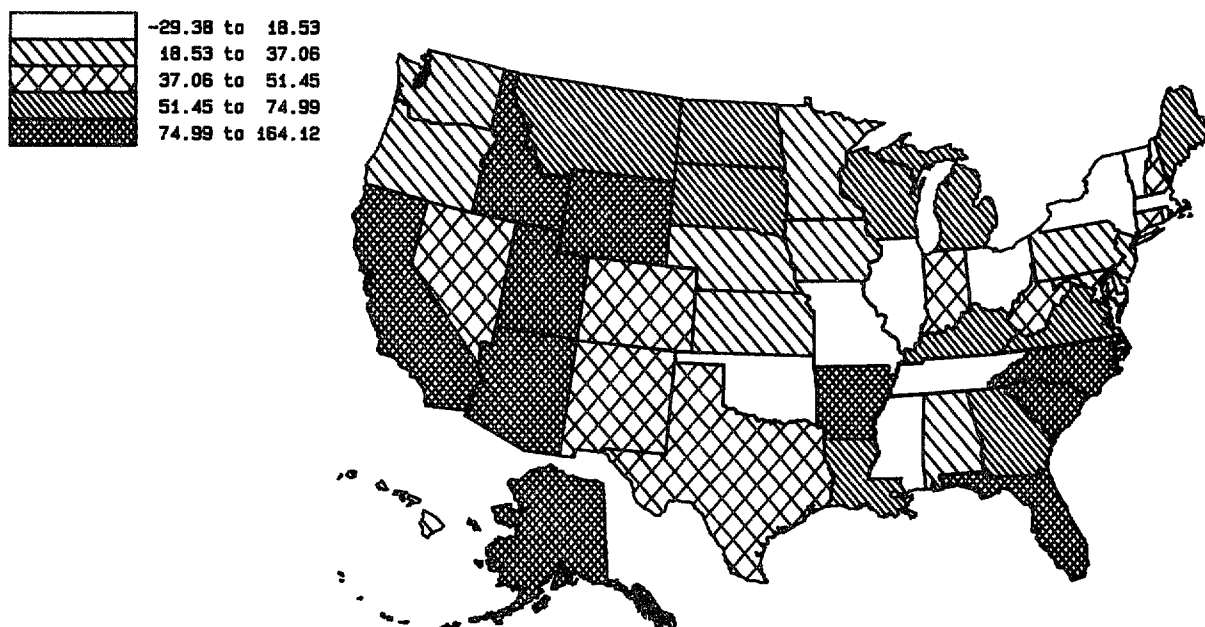 -29.38 to 18.53
18.53 to 37.06
37.06 to 51.45
51.45 to 74.99
74.99 to 164.12